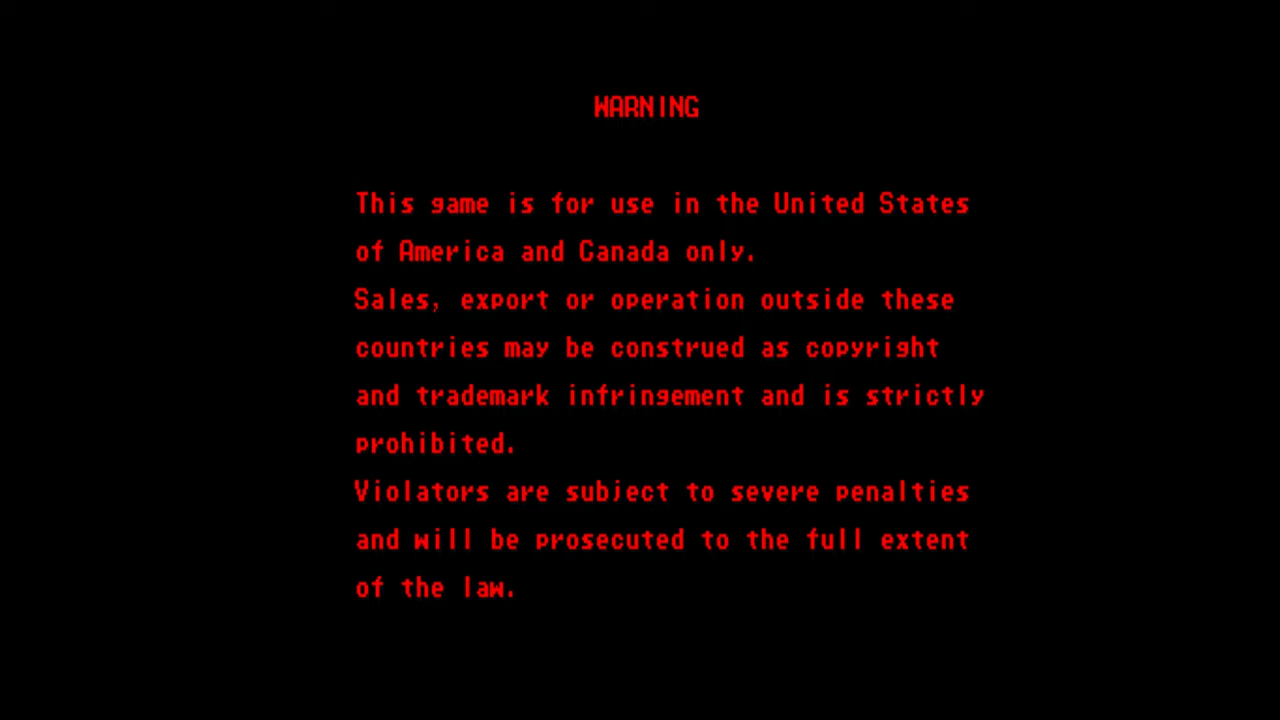 WARNING
This game is for use in the United States
of America and Canada only.
Sales, export or operation outside these
countries may be construed as copyright
and trademark infringement and is strictly
prohibited.
Violators are subject to severe penalties
and will be prosecuted to the full extent
of the law.